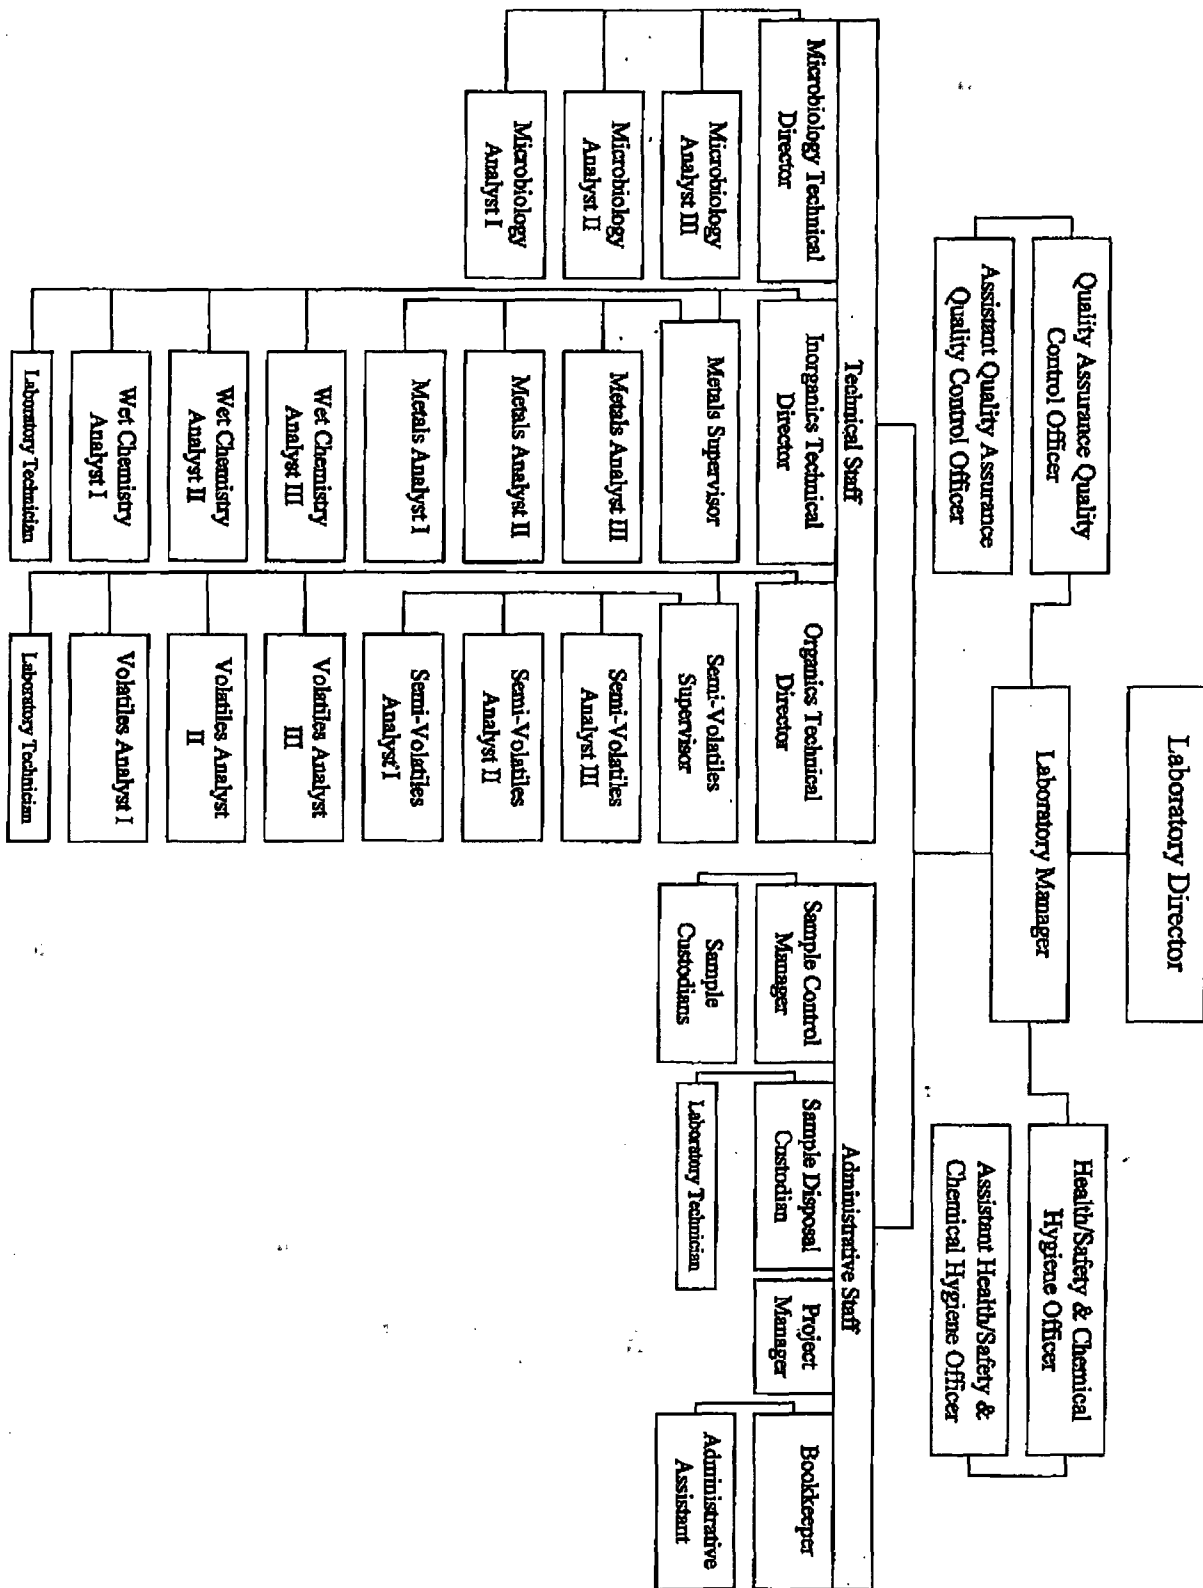 Laboratory Director
Laboratory Manager
Quality Assurance Quality
Control Officer
Assistant Quality Assurance
Quality Control Officer
Health/Safety & Chemical
Hygiene Officer
Assistant Health/Safety &
Chemical Hygiene Officer
Technical Staff
Microbiology Technical
Director
Microbiology
Analyst III
Microbiology
Analyst II
Microbiology
Analyst I
Inorganics Technical
Director
Metals Supervisor
Metals Analyst III
Metals Analyst II
Metals Analyst I
Wet Chemistry
Analyst III
Wet Chemistry
Analyst II
Wet Chemistry
Analyst I
Laboratory Technician
Organics Technical
Director
Semi-Volatiles
Supervisor
Semi-Volatiles
Analyst III
Semi-Volatiles
Analyst II
Semi-Volatiles
Analyst I
Volatiles Analyst
III
Volatiles Analyst
II
Volatiles Analyst I
Laboratory Technician
Administrative Staff
Sample Control
Manager
Sample
Custodians
Sample Disposal
Custodian
Laboratory Technician
Project
Manager
Bookkeeper
Administrative
Assistant